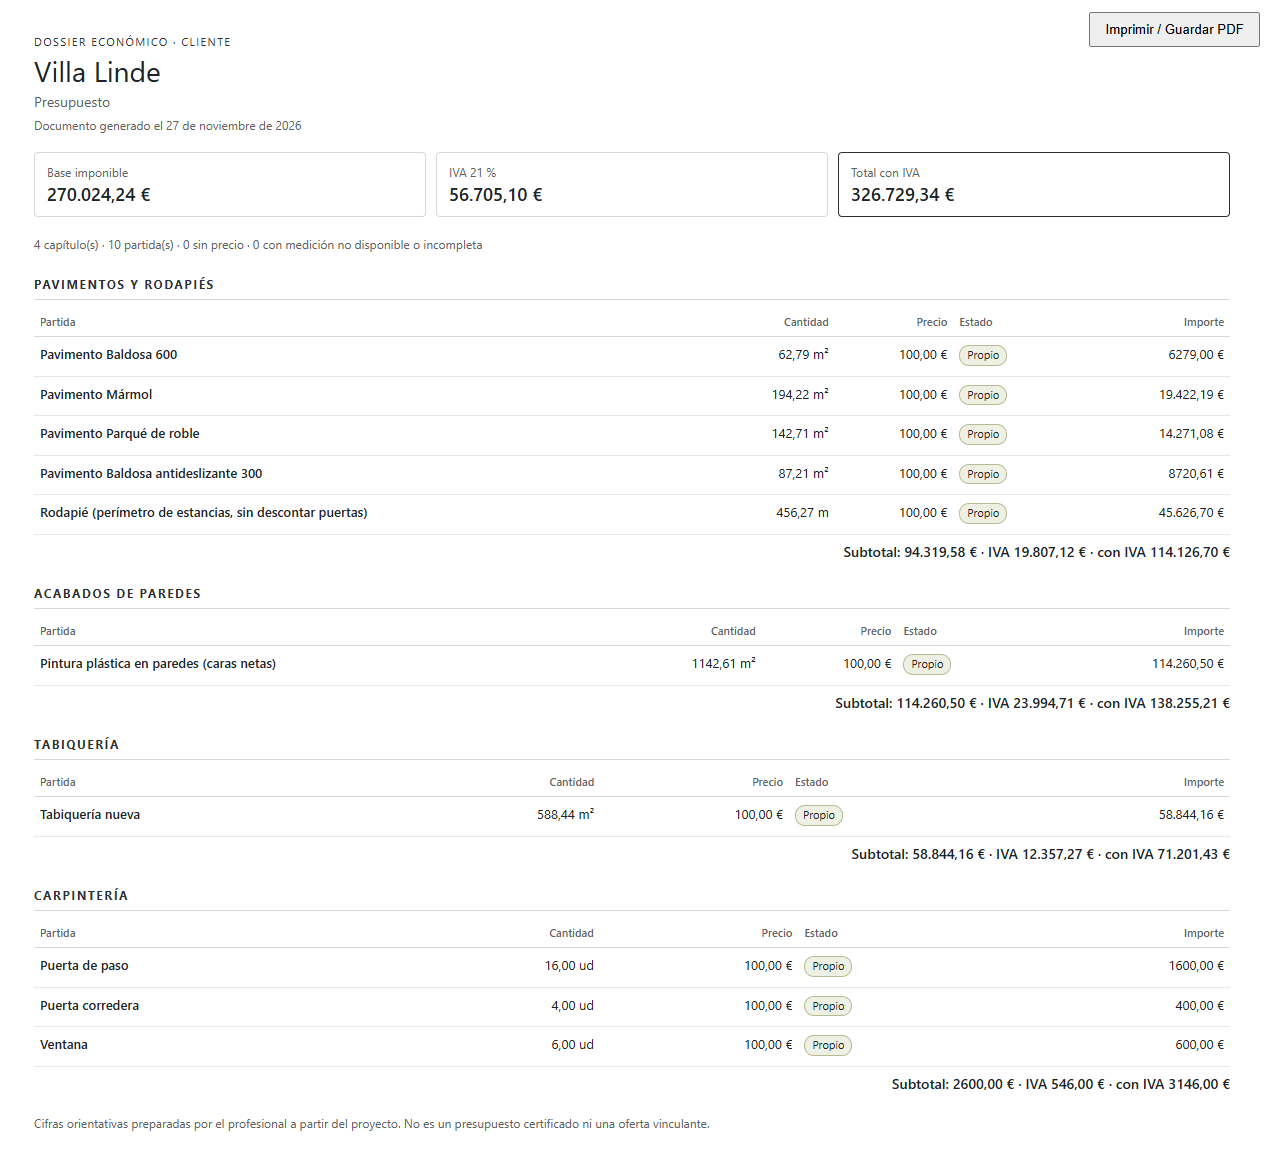 Imprimir / Guardar PDF
DOSSIER ECONÓMICO · CLIENTE
Villa Linde
Presupuesto
Documento generado el 27 de noviembre de 2026
Base imponible
270.024,24 €
IVA 21 %
56.705,10 €
Total con IVA
326.729,34 €
4 capítulo(s) · 10 partida(s) · 0 sin precio · 0 con medición no disponible o incompleta
PAVIMENTOS Y RODAPIÉS
Partida Cantidad Precio Estado Importe
Pavimento Baldosa 600 62,79 m² 100,00 € Propio 6279,00 €
Pavimento Mármol 194,22 m² 100,00 € Propio 19.422,19 €
Pavimento Parqué de roble 142,71 m² 100,00 € Propio 14.271,08 €
Pavimento Baldosa antideslizante 300 87,21 m² 100,00 € Propio 8720,61 €
Rodapié (perímetro de estancias, sin descontar puertas) 456,27 m 100,00 € Propio 45.626,70 €
Subtotal: 94.319,58 € · IVA 19.807,12 € · con IVA 114.126,70 €
ACABADOS DE PAREDES
Partida Cantidad Precio Estado Importe
Pintura plástica en paredes (caras netas) 1142,61 m² 100,00 € Propio 114.260,50 €
Subtotal: 114.260,50 € · IVA 23.994,71 € · con IVA 138.255,21 €
TABIQUERÍA
Partida Cantidad Precio Estado Importe
Tabiquería nueva 588,44 m² 100,00 € Propio 58.844,16 €
Subtotal: 58.844,16 € · IVA 12.357,27 € · con IVA 71.201,43 €
CARPINTERÍA
Partida Cantidad Precio Estado Importe
Puerta de paso 16,00 ud 100,00 € Propio 1600,00 €
Puerta corredera 4,00 ud 100,00 € Propio 400,00 €
Ventana 6,00 ud 100,00 € Propio 600,00 €
Subtotal: 2600,00 € · IVA 546,00 € · con IVA 3146,00 €
Cifras orientativas preparadas por el profesional a partir del proyecto. No es un presupuesto certificado ni una oferta vinculante.